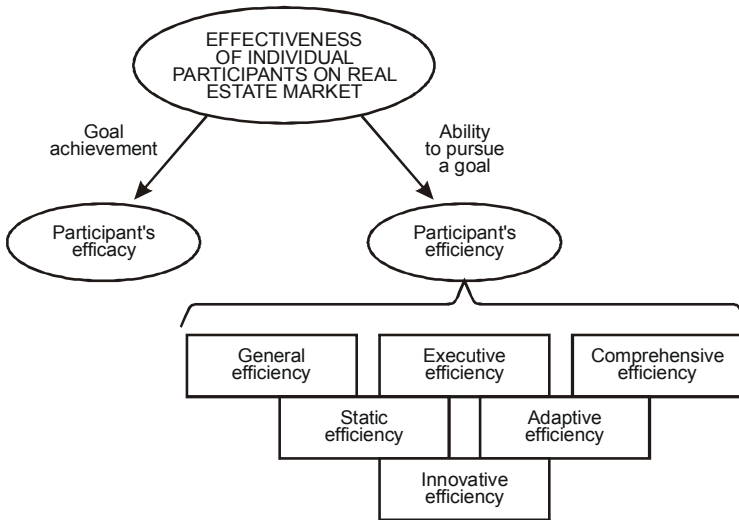 EFFECTIVENESS
OF INDIVIDUAL
PARTICIPANTS ON REAL
ESTATE MARKET
Goal
achievement
Ability
to pursue
a goal
Participant's
efficacy
Participant's
efficiency
General
efficiency
Executive
efficiency
Comprehensive
efficiency
Static
efficiency
Adaptive
efficiency
Innovative
efficiency